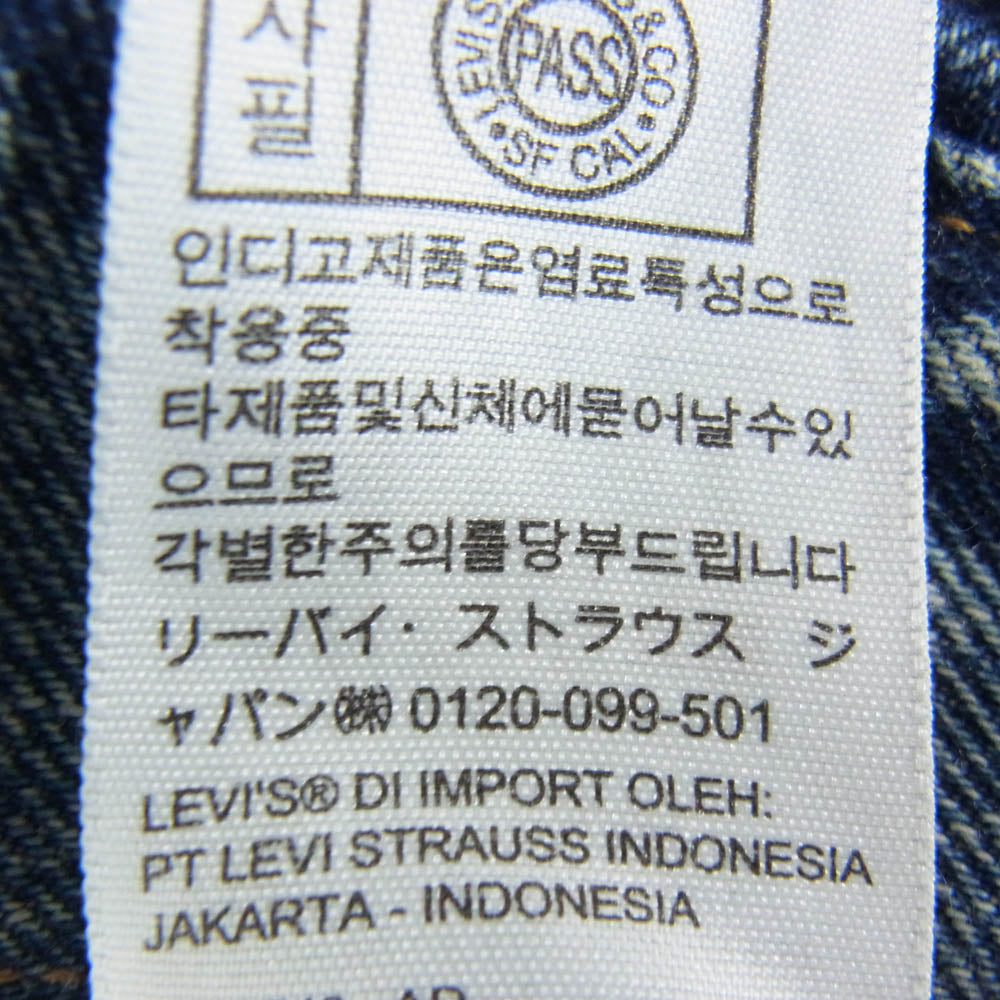 사
필
LEVI'S & CO.
PASS
SF CAL
인디고제품은염료특성으로
착용중
타제품및신체에묻어날수있
으므로
각별한주의를당부드립니다
リーバイ・ストラウス ジ
ャパン㈱ 0120-099-501
LEVI'S® DI IMPORT OLEH:
PT LEVI STRAUSS INDONESIA
JAKARTA - INDONESIA